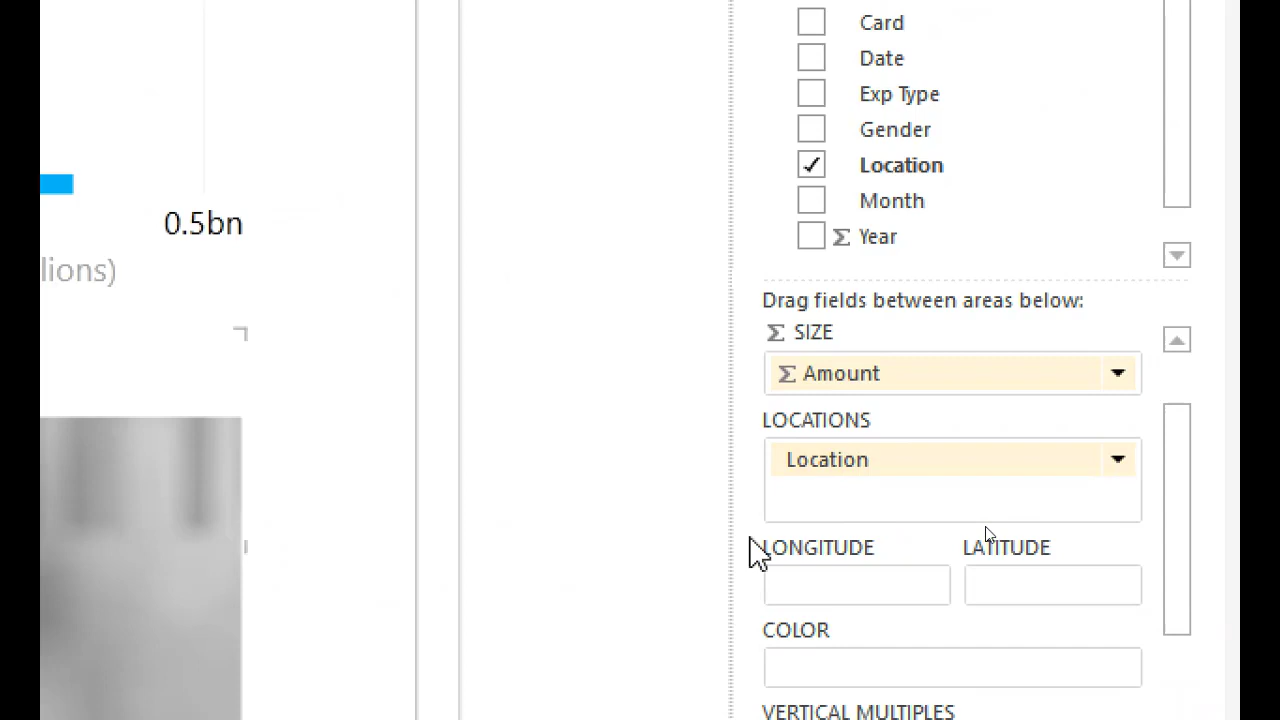 Card
Date
Exp Type
Gender
Location
Month
Σ Year
0.5bn
lions)
Drag fields between areas below:
Σ SIZE
Σ Amount
LOCATIONS
Location
LONGITUDE LATITUDE
COLOR
VERTICAL MULTIPLES